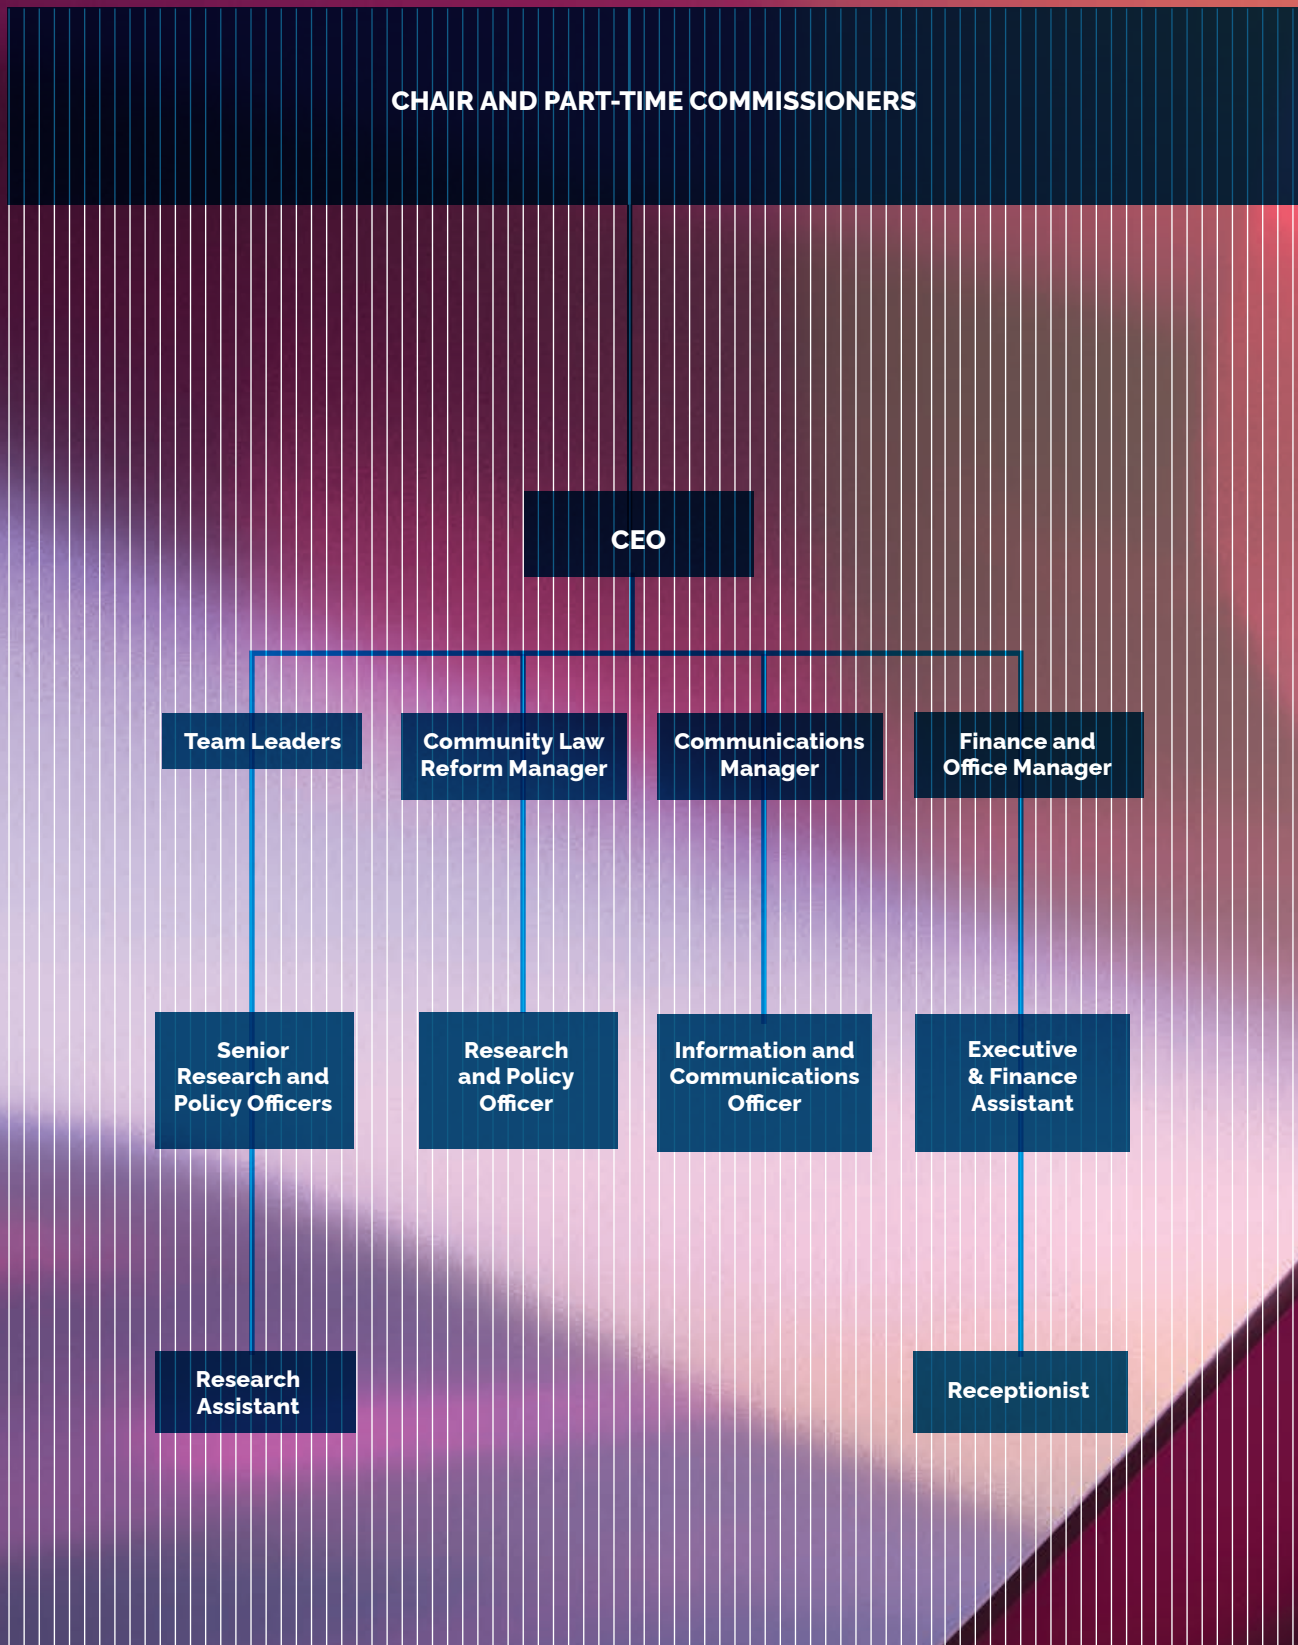 CHAIR AND PART-TIME COMMISSIONERS
CEO
Team Leaders
Community Law
Reform Manager
Communications
Manager
Finance and
Office Manager
Senior
Research and
Policy Officers
Research
and Policy
Officer
Information and
Communications
Officer
Executive
& Finance
Assistant
Research
Assistant
Receptionist